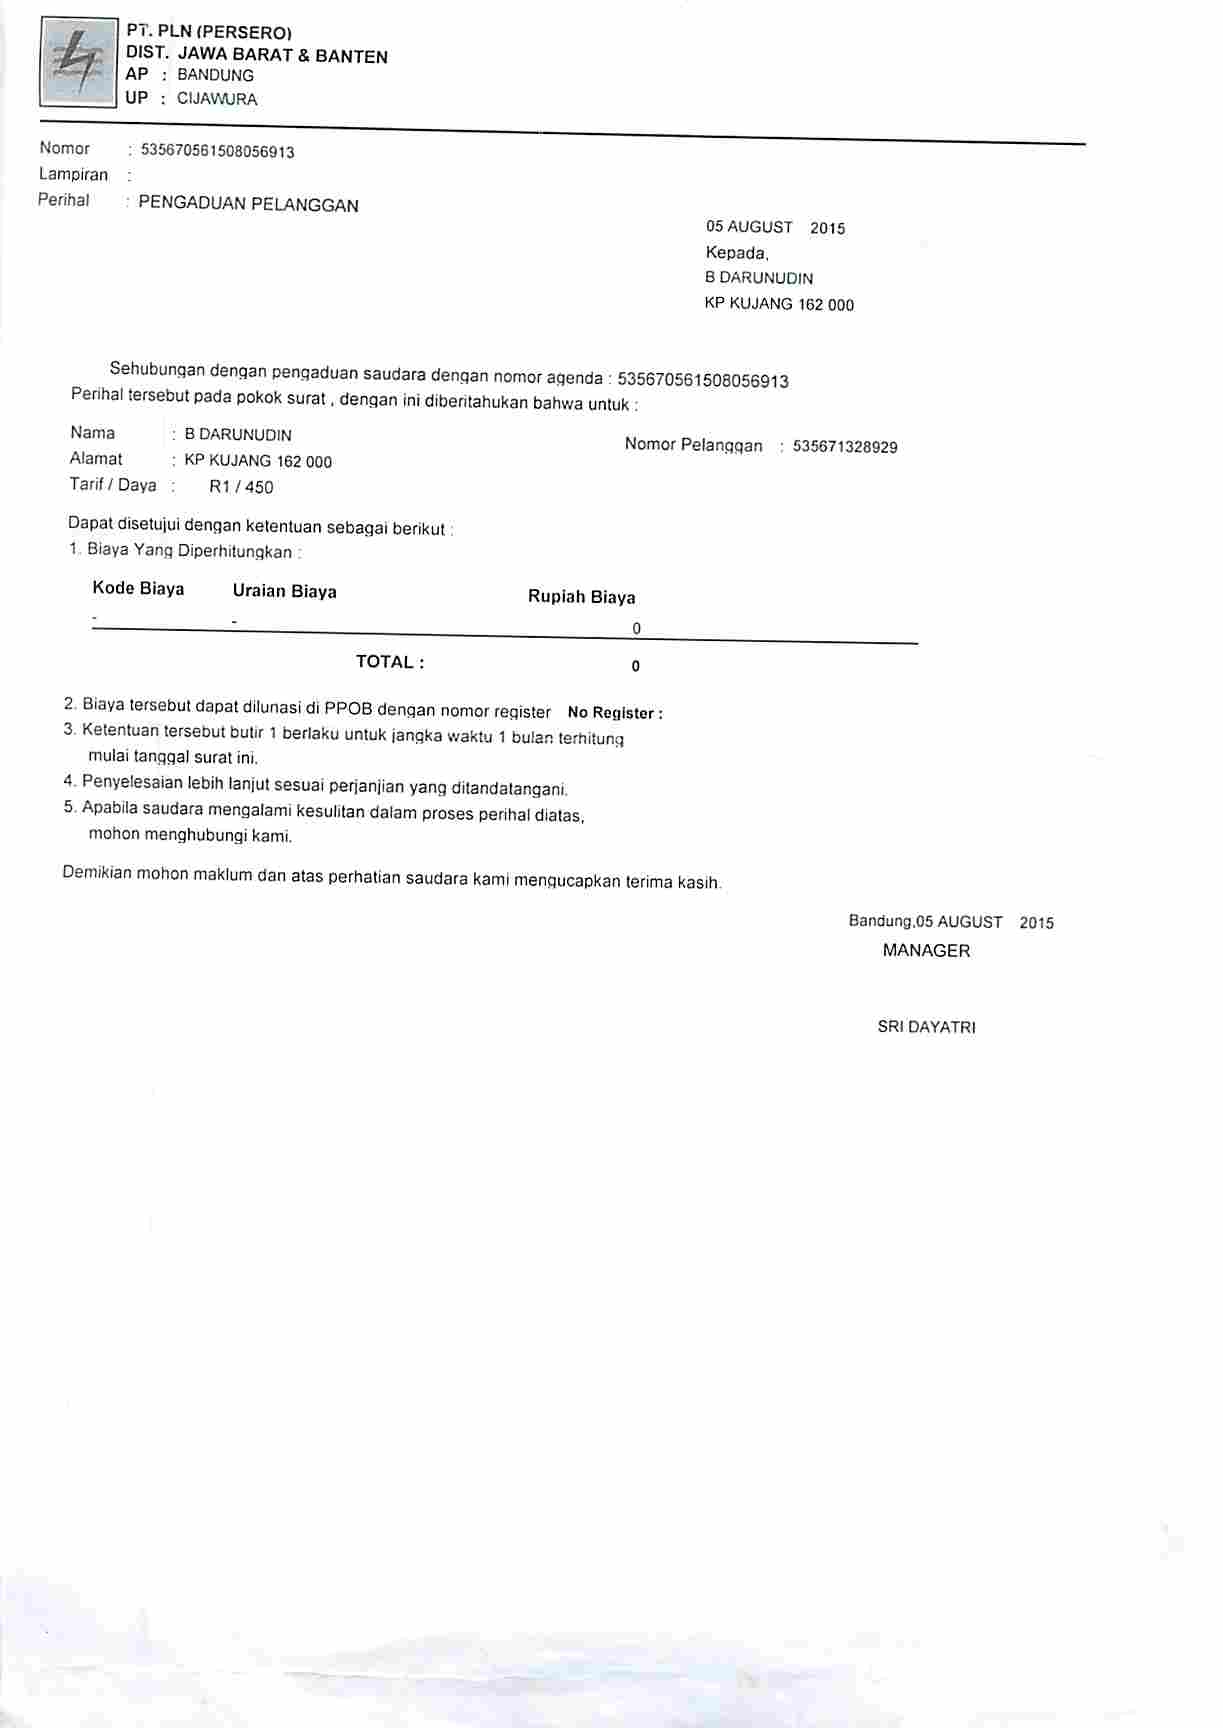 PT. PLN (PERSERO)
DIST. JAWA BARAT & BANTEN
AP : BANDUNG
UP : CIJAWURA
Nomor : 535670561508056913
Lampiran :
Perihal : PENGADUAN PELANGGAN
05 AUGUST 2015
Kepada,
B DARUNUDIN
KP KUJANG 162 000
Sehubungan dengan pengaduan saudara dengan nomor agenda : 535670561508056913
Perihal tersebut pada pokok surat , dengan ini diberitahukan bahwa untuk :
Nama : B DARUNUDIN Nomor Pelanggan : 535671328929
Alamat : KP KUJANG 162 000
Tarif / Daya : R1 / 450
Dapat disetujui dengan ketentuan sebagai berikut :
1. Biaya Yang Diperhitungkan :
Kode Biaya Uraian Biaya Rupiah Biaya
- - 0
TOTAL : 0
2. Biaya tersebut dapat dilunasi di PPOB dengan nomor register No Register :
3. Ketentuan tersebut butir 1 berlaku untuk jangka waktu 1 bulan terhitung
mulai tanggal surat ini.
4. Penyelesaian lebih lanjut sesuai perjanjian yang ditandatangani.
5. Apabila saudara mengalami kesulitan dalam proses perihal diatas,
mohon menghubungi kami.
Demikian mohon maklum dan atas perhatian saudara kami mengucapkan terima kasih.
Bandung,05 AUGUST 2015
MANAGER
SRI DAYATRI